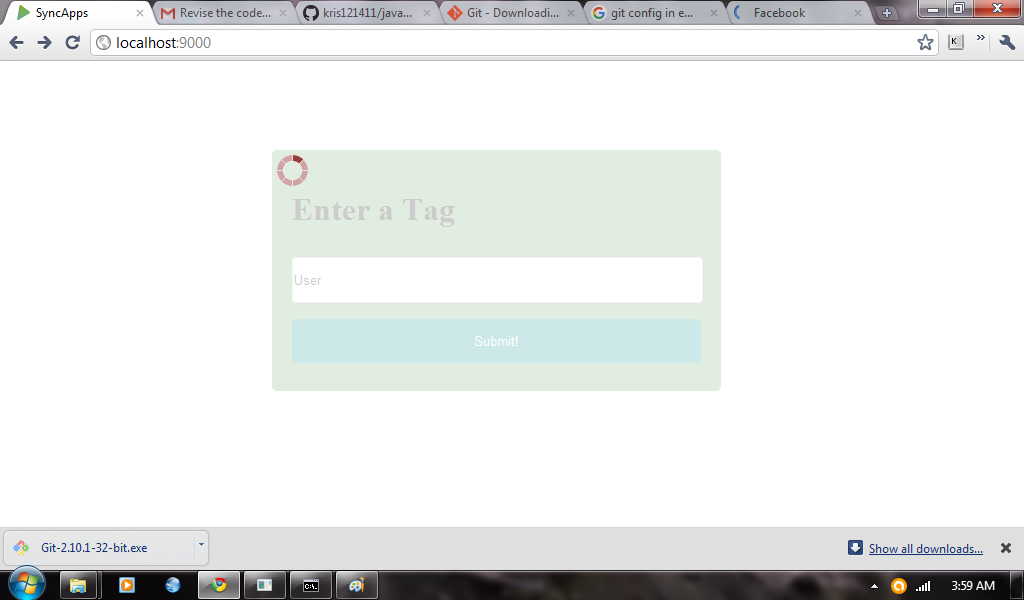 SyncApps
Revise the code...
kris121411/java...
Git - Downloadi...
git config in e...
Facebook
localhost:9000
K
Enter a Tag
User
Submit!
Git-2.10.1-32-bit.exe
Show all downloads...
C:\.
3:59 AM